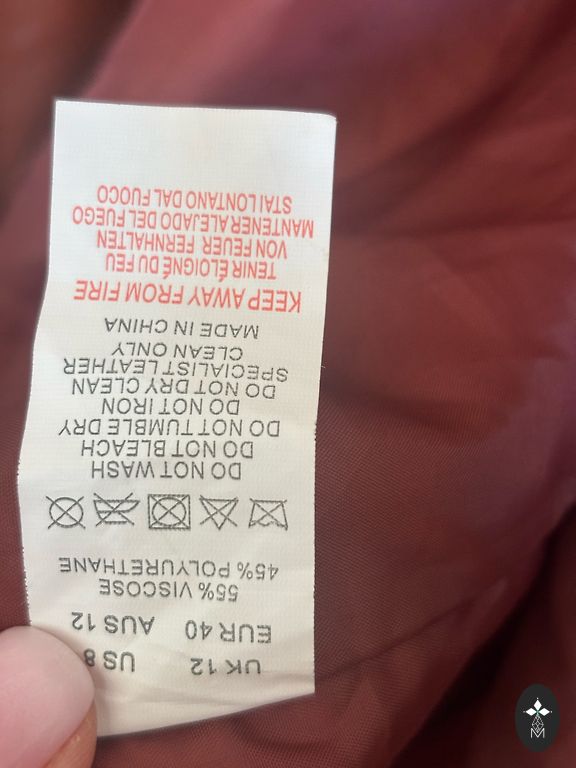 UK 12 US 8
EUR 40 AUS 12
55% VISCOSE
45% POLYURETHANE
DO NOT WASH
DO NOT BLEACH
DO NOT TUMBLE DRY
DO NOT IRON
DO NOT DRY CLEAN
SPECIALIST LEATHER
CLEAN ONLY
MADE IN CHINA
KEEP AWAY FROM FIRE
TENIR ÉLOIGNÉ DU FEU
VON FEUER FERNHALTEN
MANTENER ALEJADO DEL FUEGO
STAI LONTANO DAL FUOCO
M